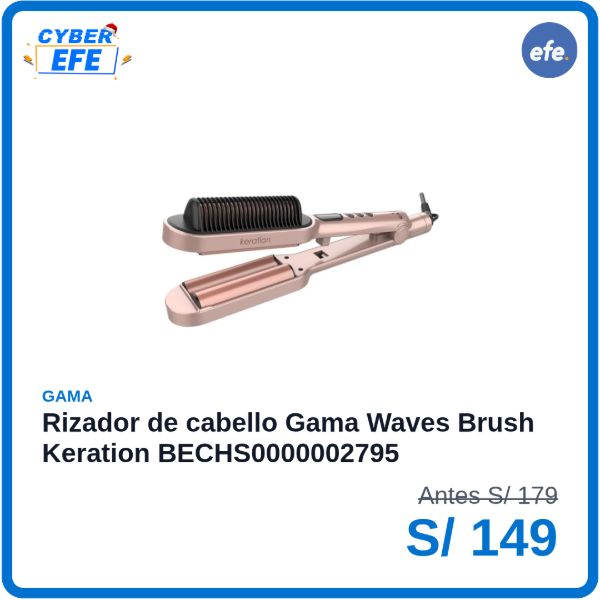 CYBER
EFE
efe.
keration
GAMA
Rizador de cabello Gama Waves Brush
Keration BECHS0000002795
Antes S/ 179
S/ 149